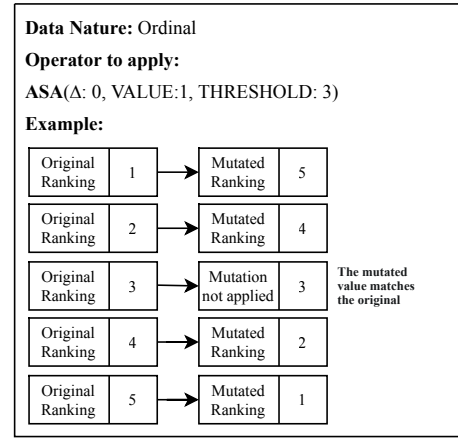 Data Nature: Ordinal
Operator to apply:
ASA(Δ: 0, VALUE:1, THRESHOLD: 3)
Example:
Original Ranking 1 Mutated Ranking 5
Original Ranking 2 Mutated Ranking 4
Original Ranking 3 Mutation not applied 3 The mutated value matches the original
Original Ranking 4 Mutated Ranking 2
Original Ranking 5 Mutated Ranking 1